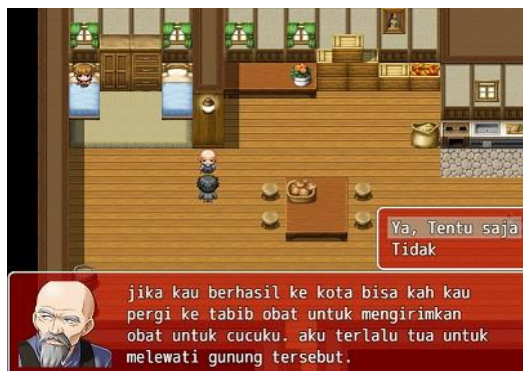 Ya, Tentu saja
Tidak
jika kau berhasil ke kota bisa kah kau
pergi ke tabib obat untuk mengirimkan
obat untuk cucuku. aku terlalu tua untuk
melewati gunung tersebut.